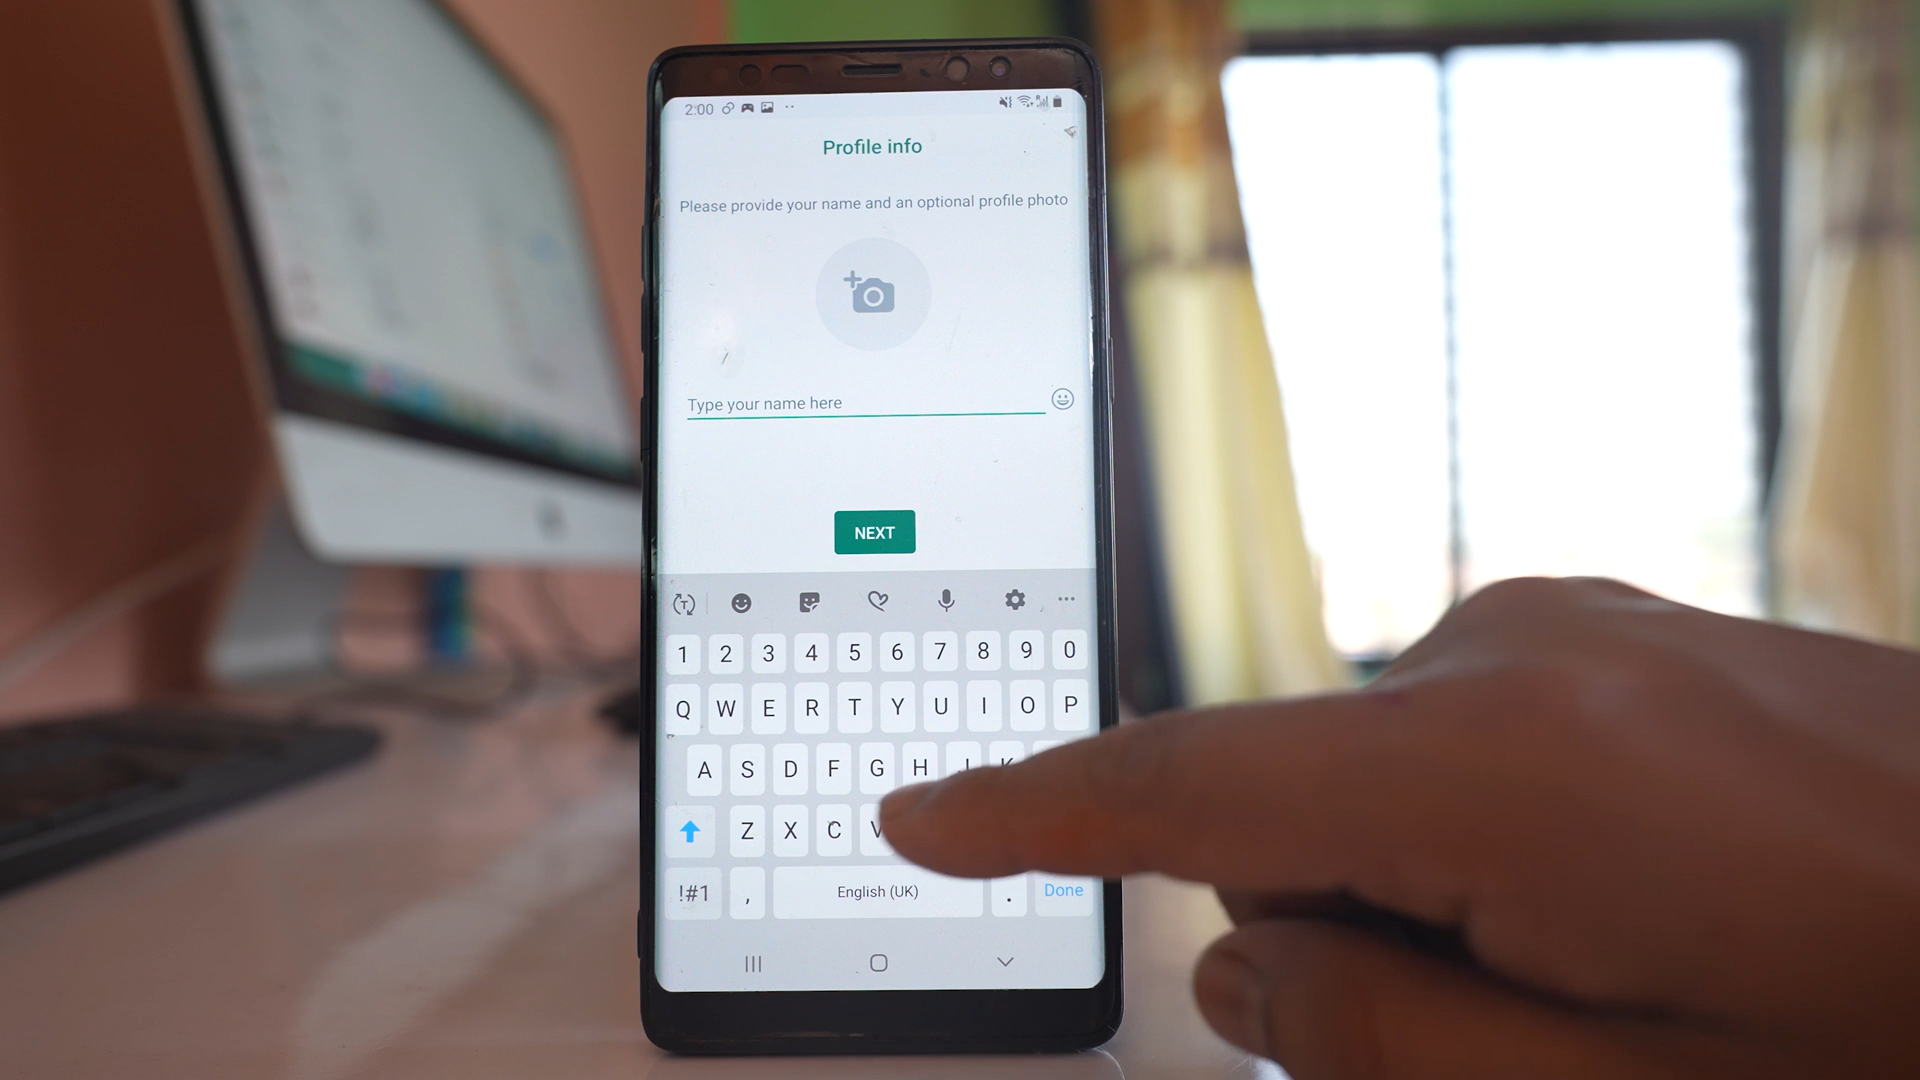 2:00
Profile info
Please provide your name and an optional profile photo
Type your name here
NEXT
1 2 3 4 5 6 7 8 9 0
Q W E R T Y U I O P
A S D F G H J K
Z X C V
!#1 , English (UK) . Done